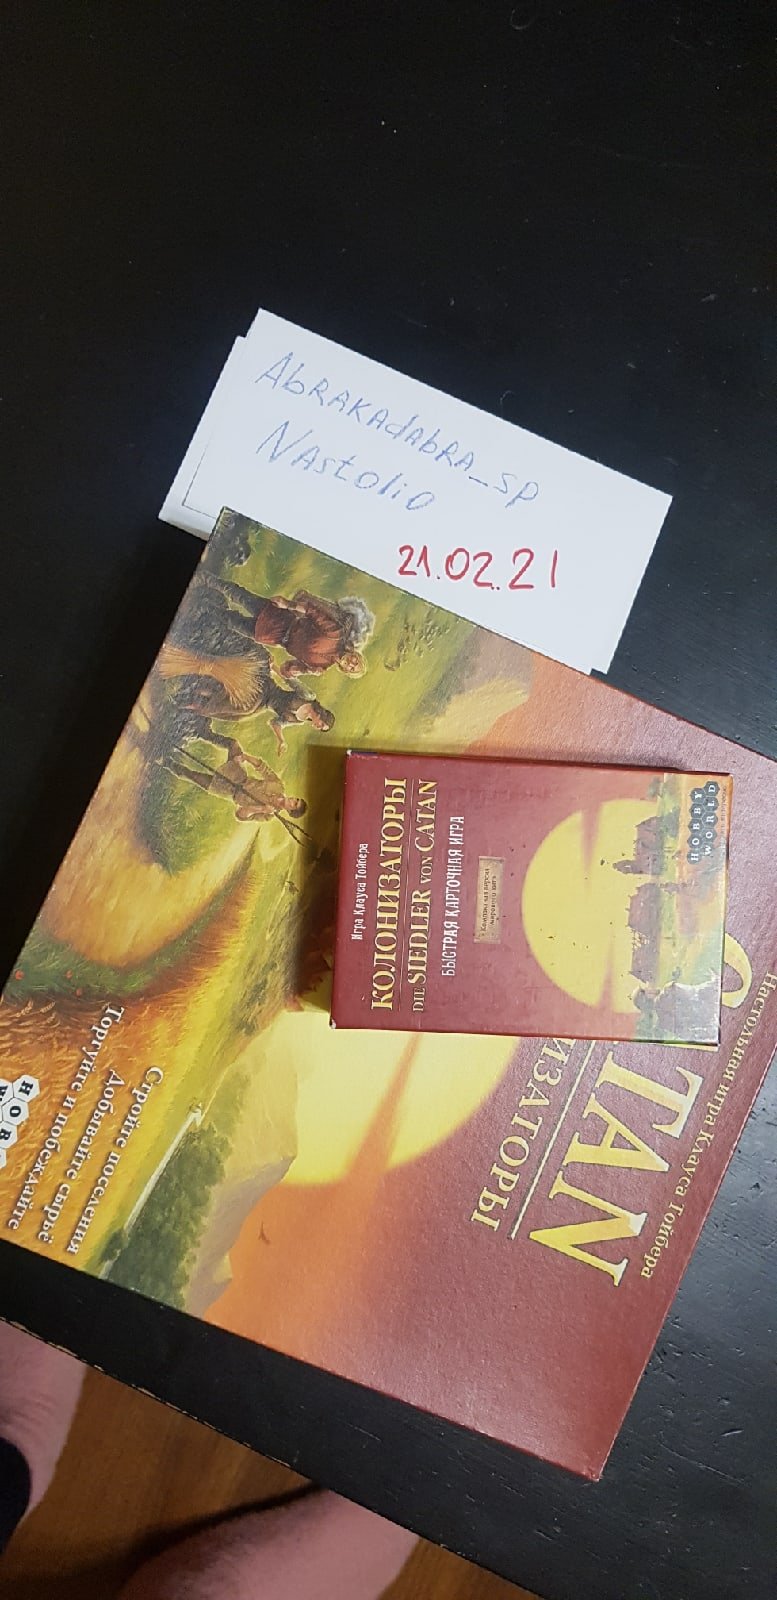 Abrakadabra_sp
Nastolio
21.02.21
Игра Клауса Тойбера
КОЛОНИЗАТОРЫ
DIE SIEDLER VON CATAN
БЫСТРАЯ КАРТОЧНАЯ ИГРА
HOBBY
WORLD
Настольная игра Клауса Тойбера
TAN
ИЗАТОРЫ
Стройте поселения
Добывайте сырьё
Торгуйте и побеждайте
HOB
W